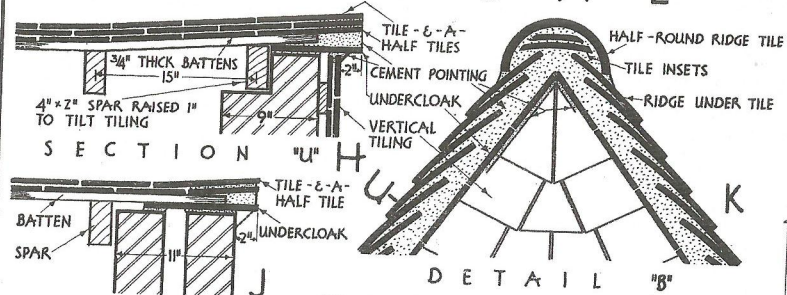 TILE-&-A-
HALF TILES
3/4" THICK BATTENS
15"
1"
2"
CEMENT POINTING
4" x 2" SPAR RAISED 1"
TO TILT TILING
UNDERCLOAK
9"
VERTICAL
TILING
SECTION "U" H
HALF-ROUND RIDGE TILE
TILE INSETS
RIDGE UNDER TILE
U
K
TILE-&-A-
HALF TILE
BATTEN
2"
UNDERCLOAK
SPAR
11"
J
DETAIL "B"